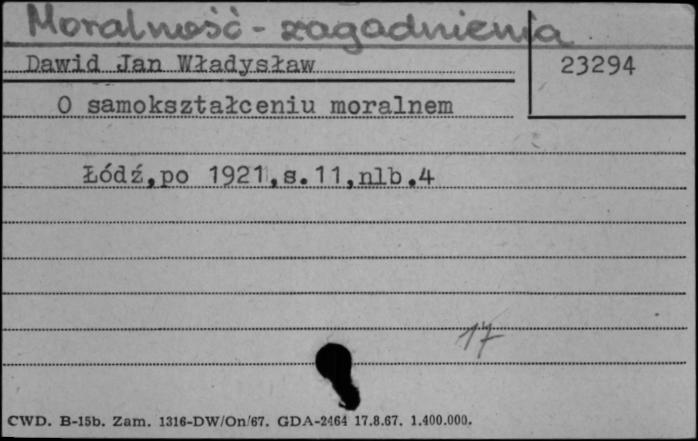 Moralność - zagadnienia
Dawid Jan Władysław
23294
O samokształceniu moralnem
Łódź,po 1921,s.11,nlb.4
17
CWD. B-15b. Zam. 1316-DW/On/67. GDA-2464 17.8.67. 1.400.000.